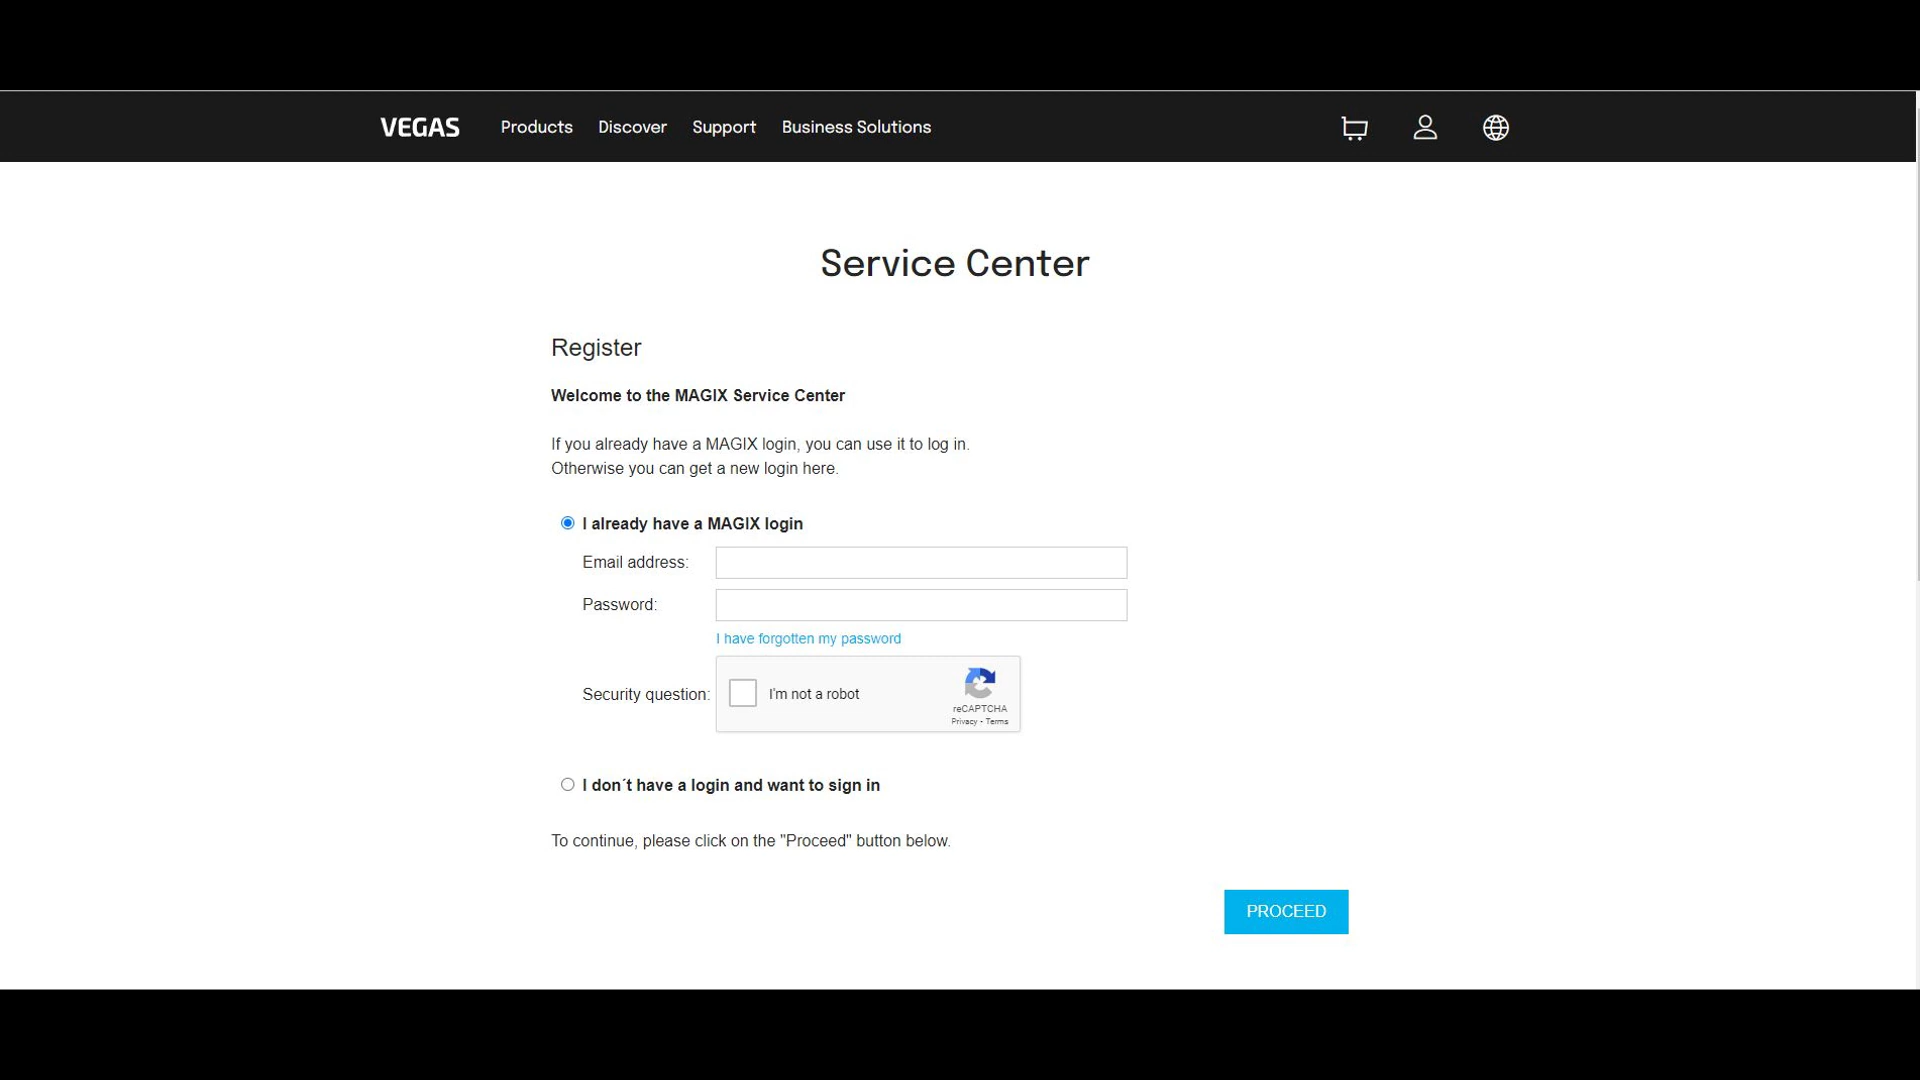 VEGAS Products Discover Support Business Solutions
Service Center
Register
Welcome to the MAGIX Service Center
If you already have a MAGIX login, you can use it to log in.
Otherwise you can get a new login here.
I already have a MAGIX login
Email address:
Password:
I have forgotten my password
Security question: I'm not a robot
reCAPTCHA
Privacy - Terms
I don´t have a login and want to sign in
To continue, please click on the "Proceed" button below.
PROCEED